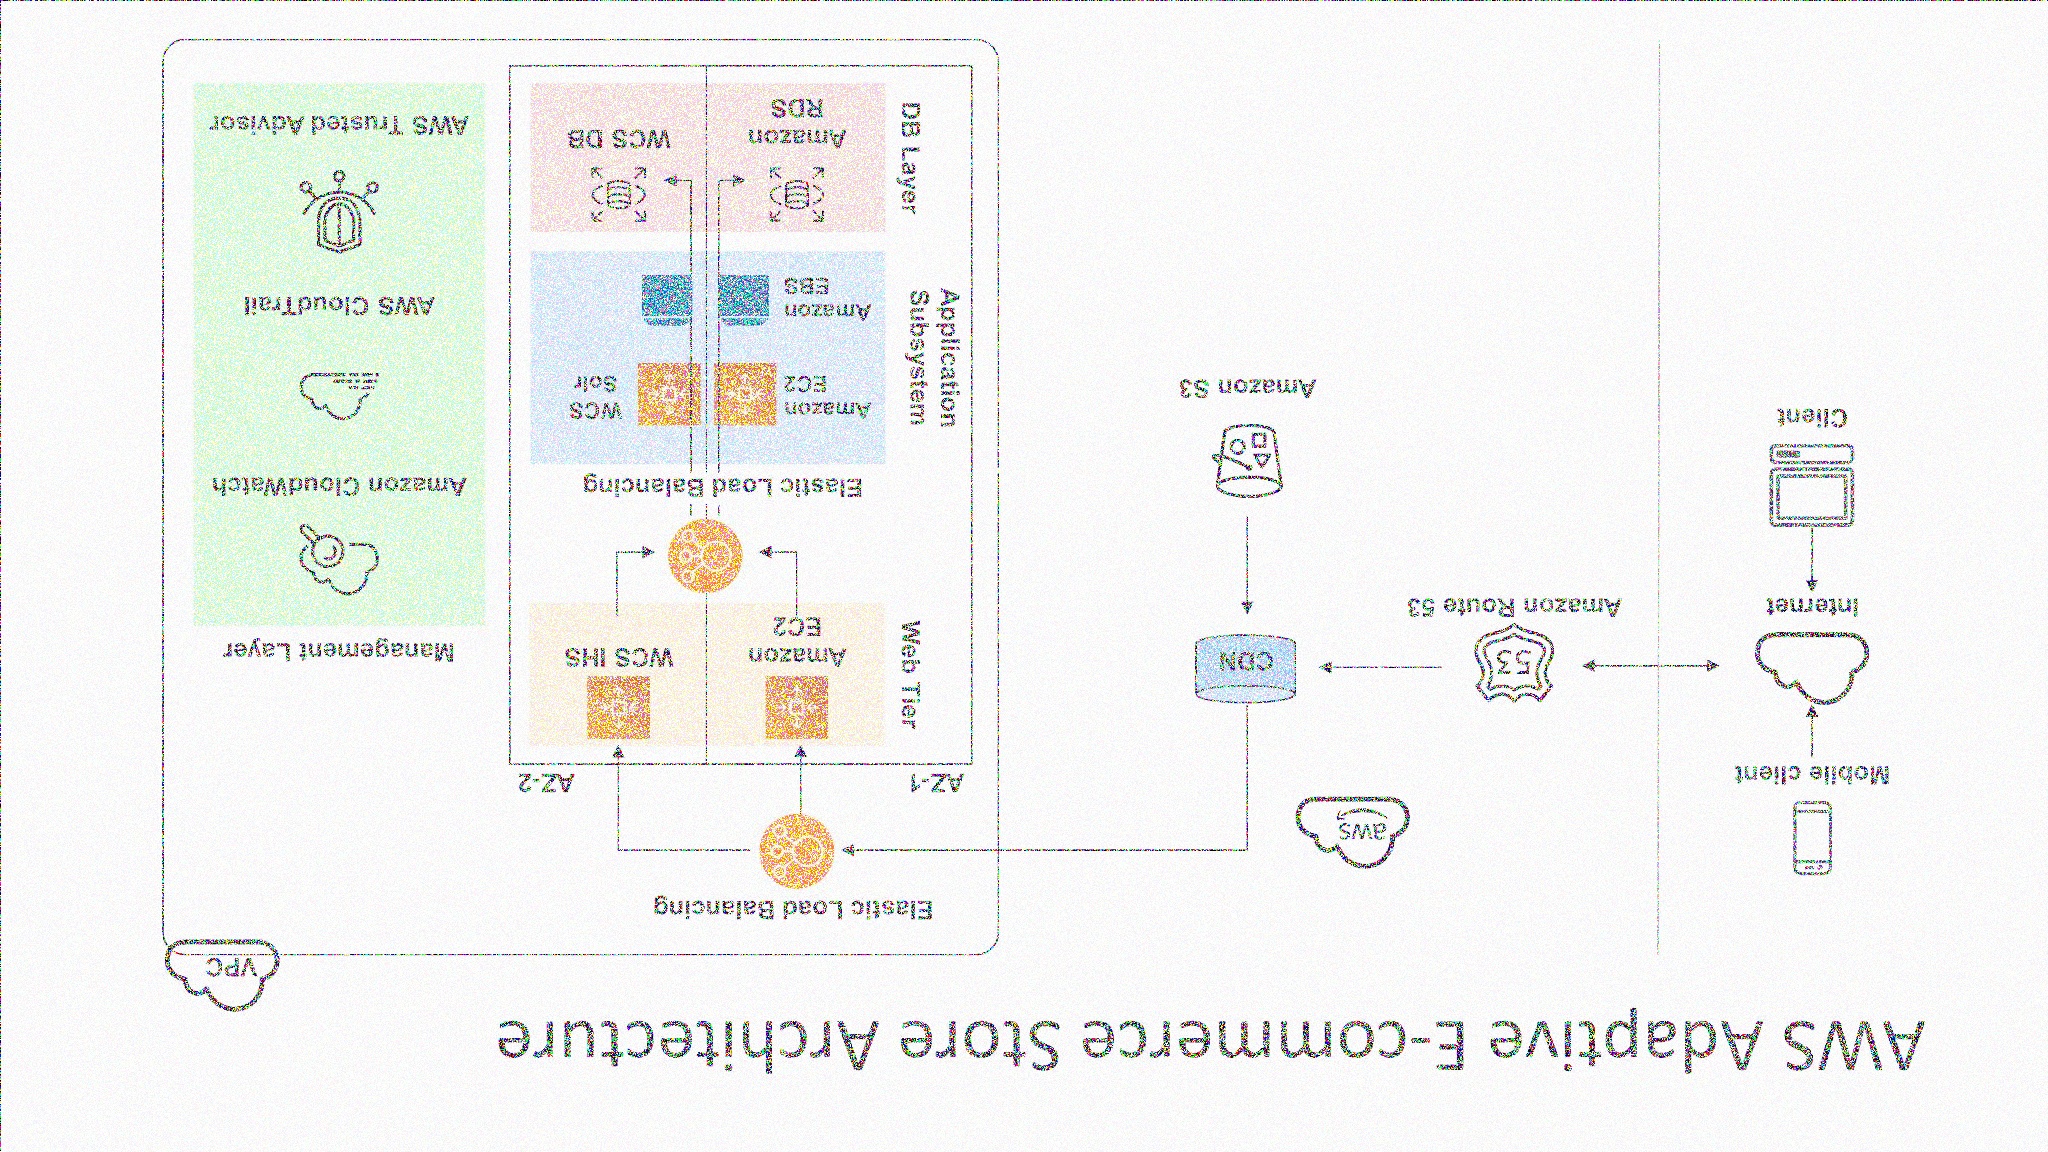 AWS Adaptive E-commerce Store Architecture
Mobile client
Internet
Client
aws
Amazon Route 53
53
CDN
Amazon S3
VPC
Elastic Load Balancing
AZ-1
AZ-2
Web Tier
Amazon
EC2
WCS IHS
Elastic Load Balancing
Application
Subsystem
Amazon
EC2
WCS
Solr
Amazon
EBS
DB Layer
Amazon
RDS
WCS DB
Management Layer
Amazon CloudWatch
AWS CloudTrail
AWS Trusted Advisor